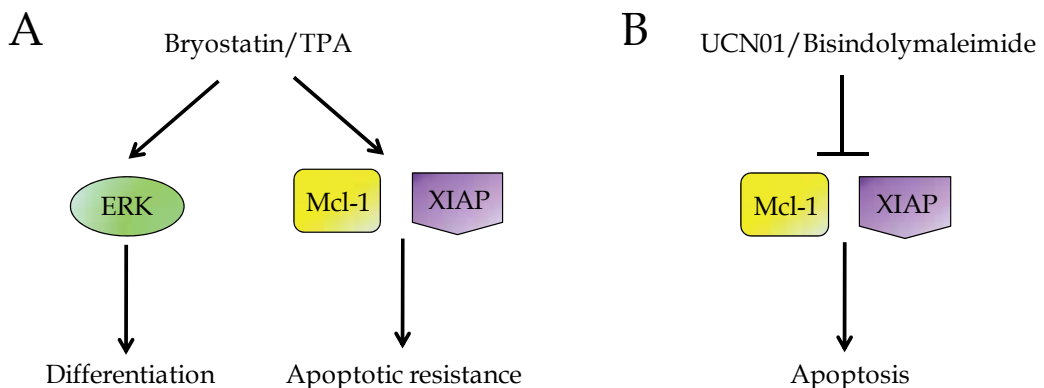 A
Bryostatin/TPA
ERK
Mcl-1
XIAP
Differentiation
Apoptotic resistance
B
UCN01/Bisindolymaleimide
Mcl-1
XIAP
Apoptosis